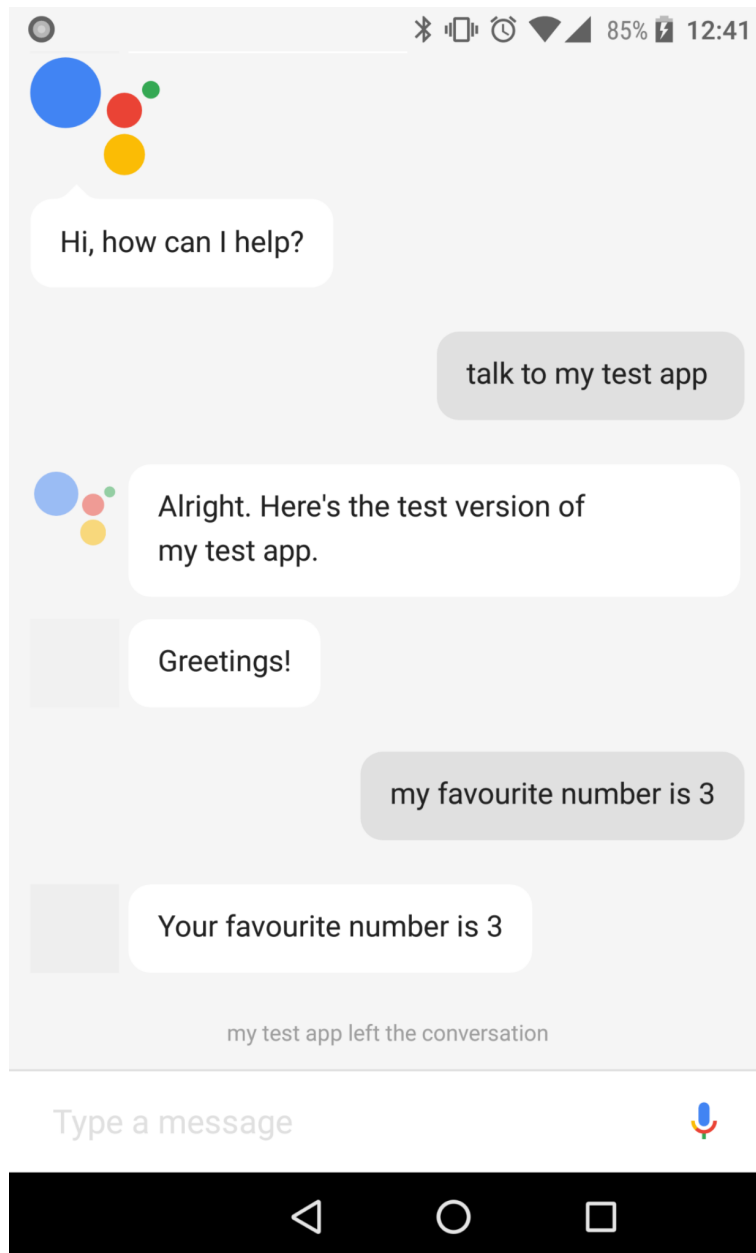 85% 12:41
Hi, how can I help?
talk to my test app
Alright. Here's the test version of
my test app.
Greetings!
my favourite number is 3
Your favourite number is 3
my test app left the conversation
Type a message